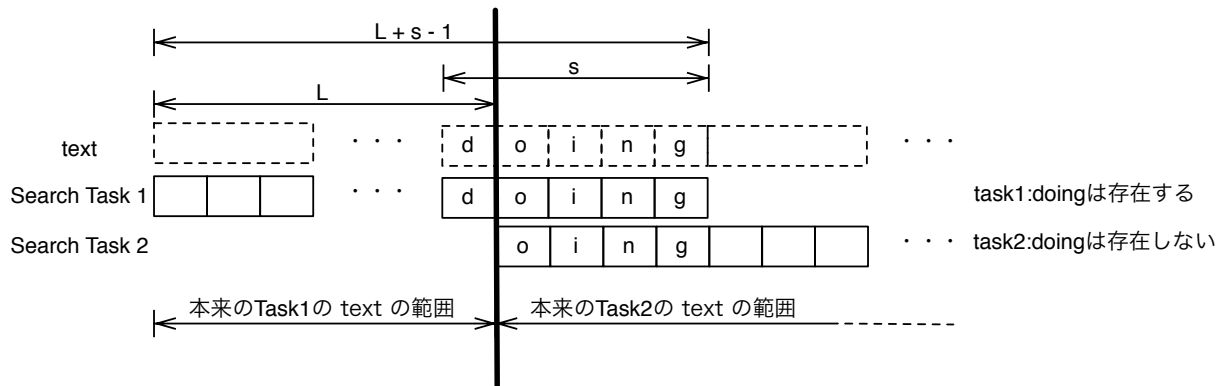 L + s - 1
s
L
text ・・・ d o i n g ・・・
Search Task 1 ・・・ d o i n g task1:doingは存在する
Search Task 2 o i n g ・・・ task2:doingは存在しない
本来のTask1の text の範囲 本来のTask2の text の範囲